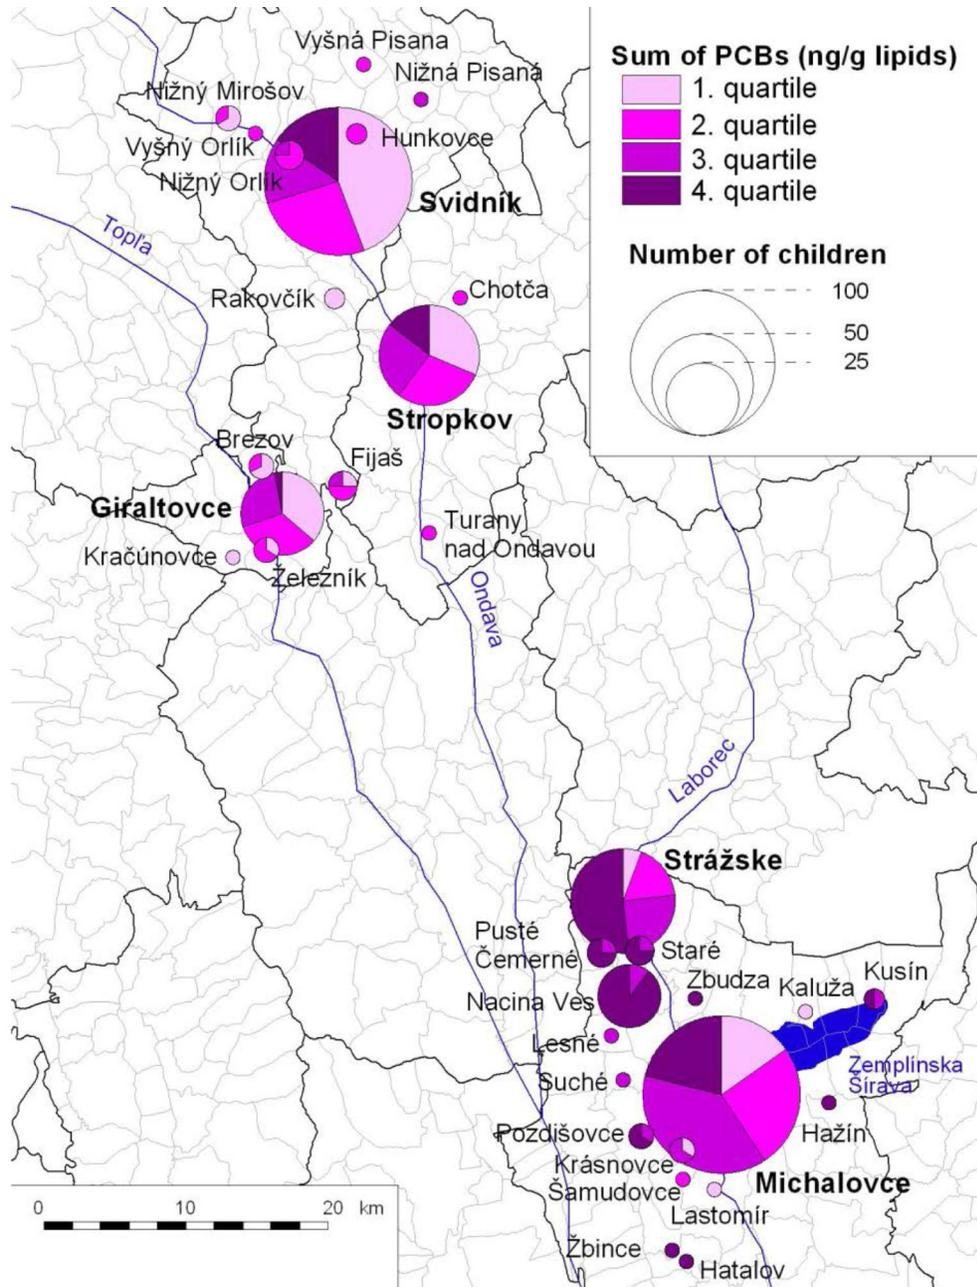 Sum of PCBs (ng/g lipids)
1. quartile
2. quartile
3. quartile
4. quartile
Number of children
100
50
25
Vyšná Pisana
Nižná Pisaná
Nižný Mirošov
Hunkovce
Vyšný Orlík
Nižný Orlík
Svidník
Topľa
Rakovčík
Chotča
Stropkov
Brezov
Fijaš
Giraltovce
Turany
nad Ondavou
Kračúnovce
Železník
Ondava
Laborec
Strážske
Pusté
Čemerné
Staré
Zbudza
Kaluža
Kusín
Nacina Ves
Lesné
Zemplínska
Šírava
Suché
Hažín
Pozdišovce
Krásnovce
Šamudovce
Michalovce
Lastomír
Žbince
Hatalov
0 10 20 km